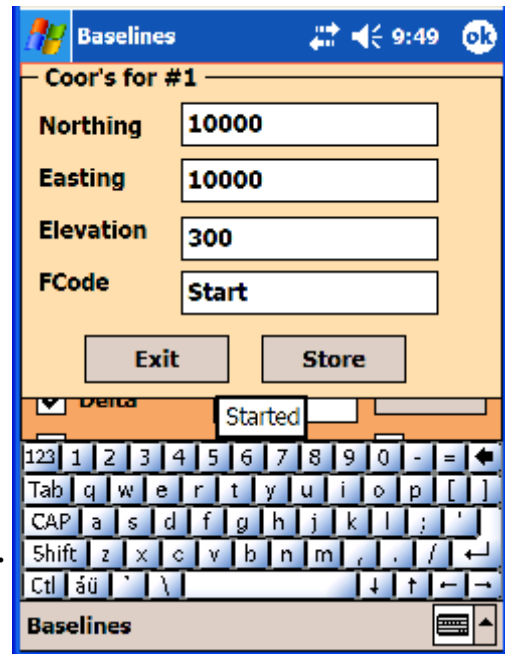 Baselines 9:49 ok
Coor's for #1
Northing 10000
Easting 10000
Elevation 300
FCode Start
Exit Store
Delta
Started
123 1 2 3 4 5 6 7 8 9 0 - =
Tab q w e r t y u i o p [ ]
CAP a s d f g h j k l ; '
Shift z x c v b n m , . /
Ctl áü ` \
Baselines